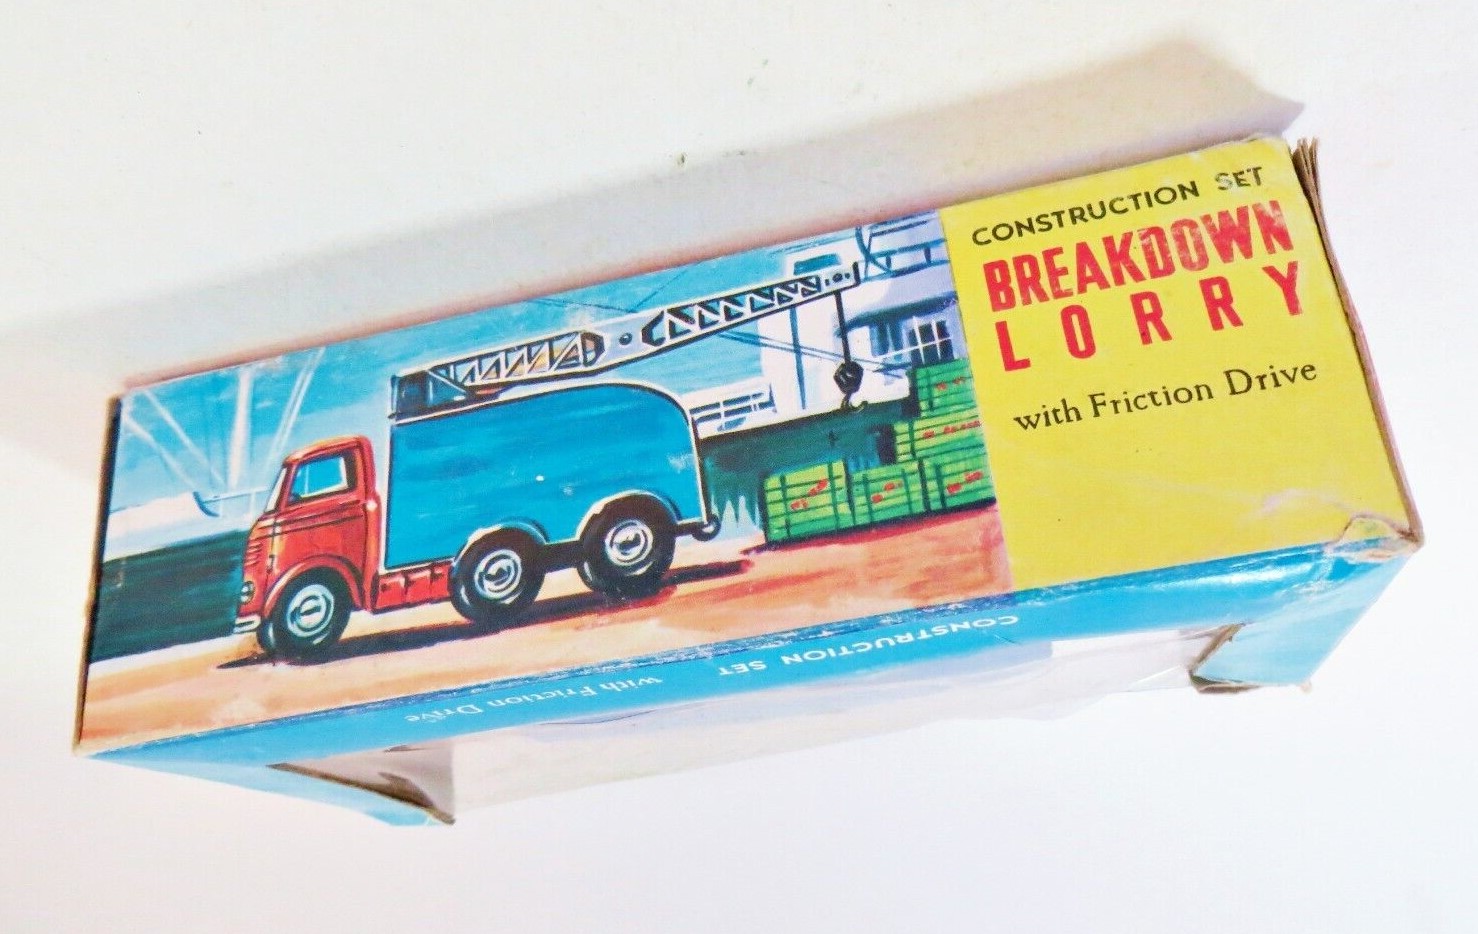 CONSTRUCTION SET
BREAKDOWN
LORRY
with Friction Drive
CONSTRUCTION SET
with Friction Drive